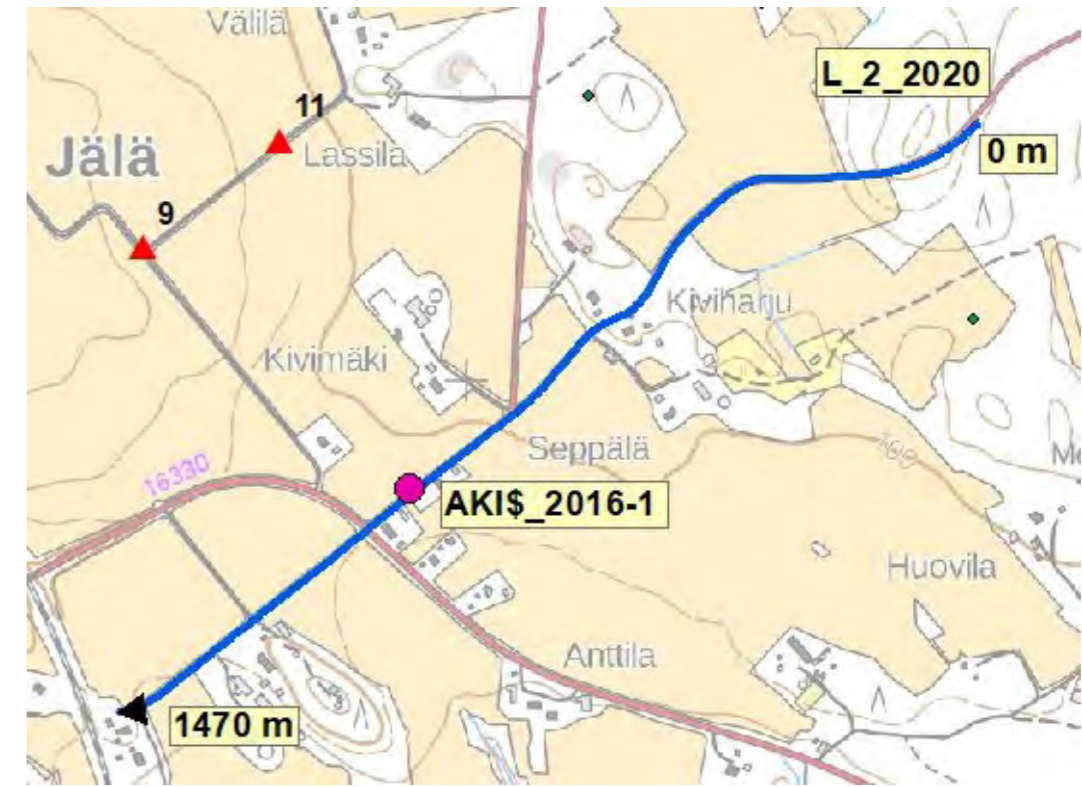 Välilä
L_2_2020
11
Jälä
Lassila
0 m
9
Kiviharju
Kivimäki
Seppälä
16330
AKI$_2016-1
Huovila
Anttila
1470 m